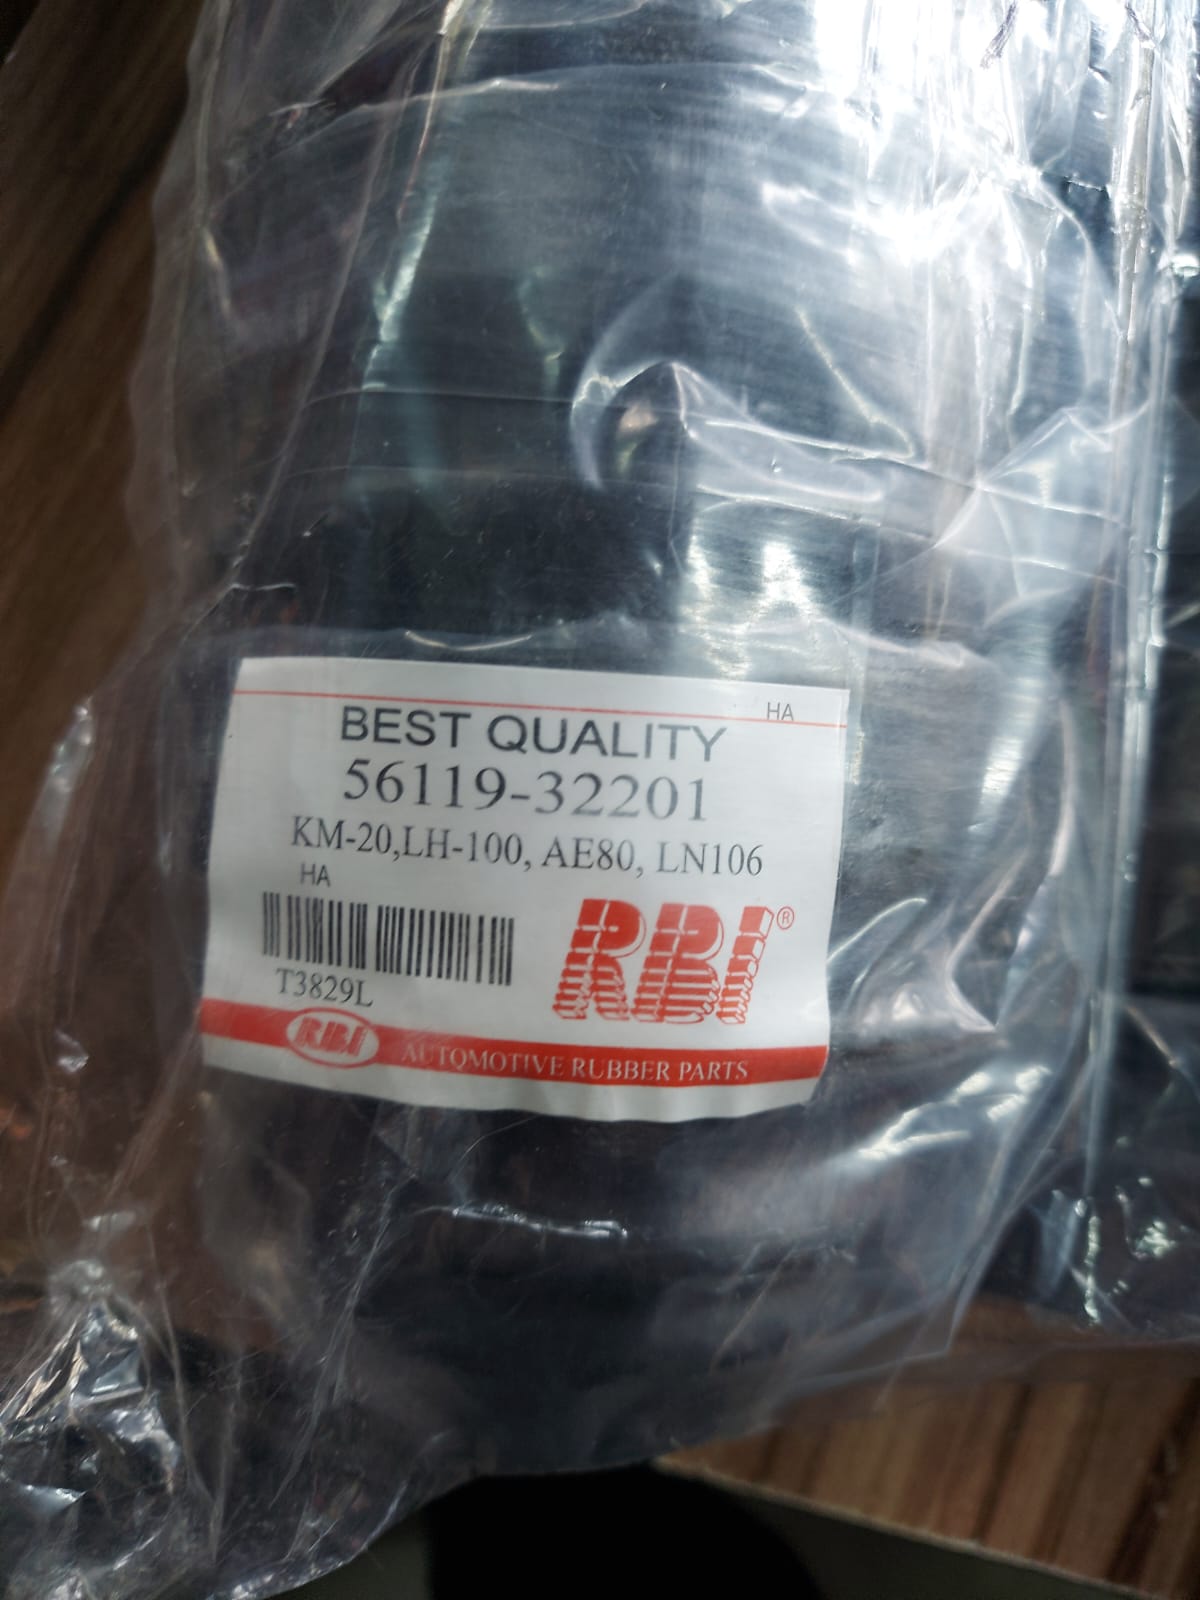 HA
BEST QUALITY
56119-32201
KM-20,LH-100, AE80, LN106
HA
T3829L
RBI®
RBI AUTOMOTIVE RUBBER PARTS